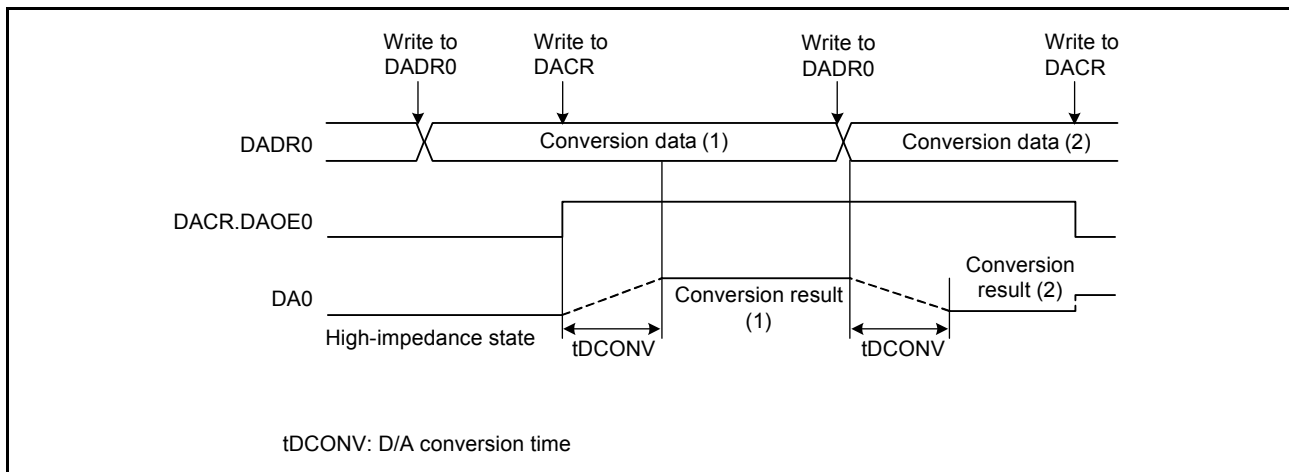 Write to
DADR0
Write to
DACR
Write to
DADR0
Write to
DACR
DADR0
Conversion data (1)
Conversion data (2)
DACR.DAOE0
DA0
Conversion result
(1)
Conversion
result (2)
High-impedance state
tDCONV
tDCONV
tDCONV: D/A conversion time